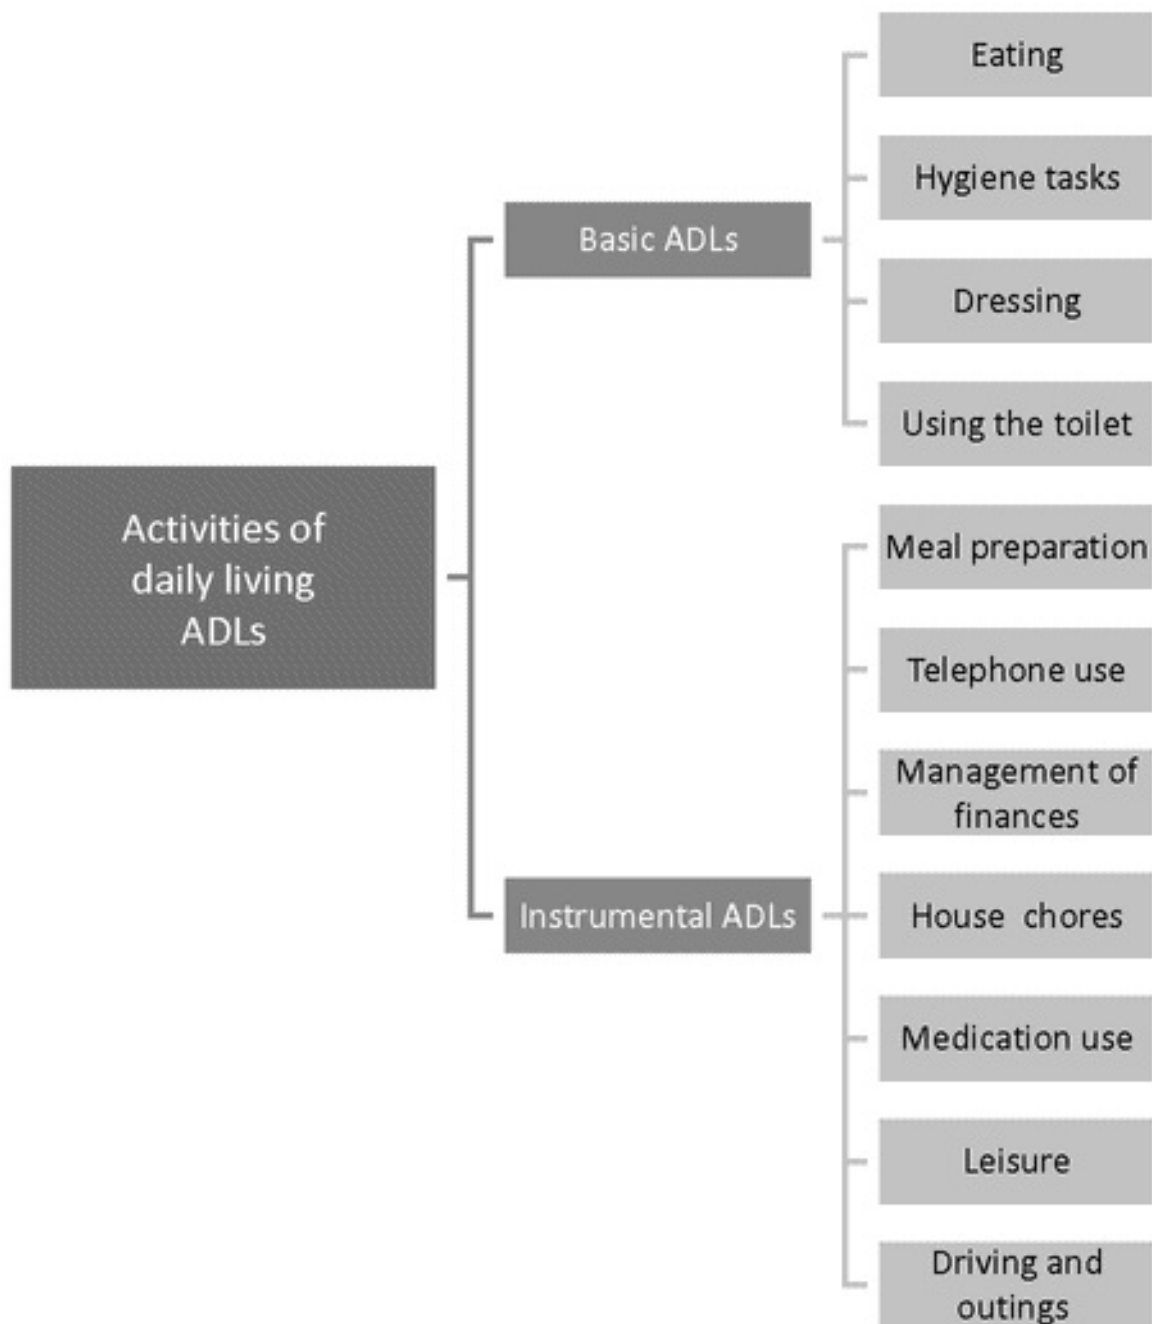 Activities of
daily living
ADLs
Basic ADLs
Eating
Hygiene tasks
Dressing
Using the toilet
Instrumental ADLs
Meal preparation
Telephone use
Management of
finances
House chores
Medication use
Leisure
Driving and
outings